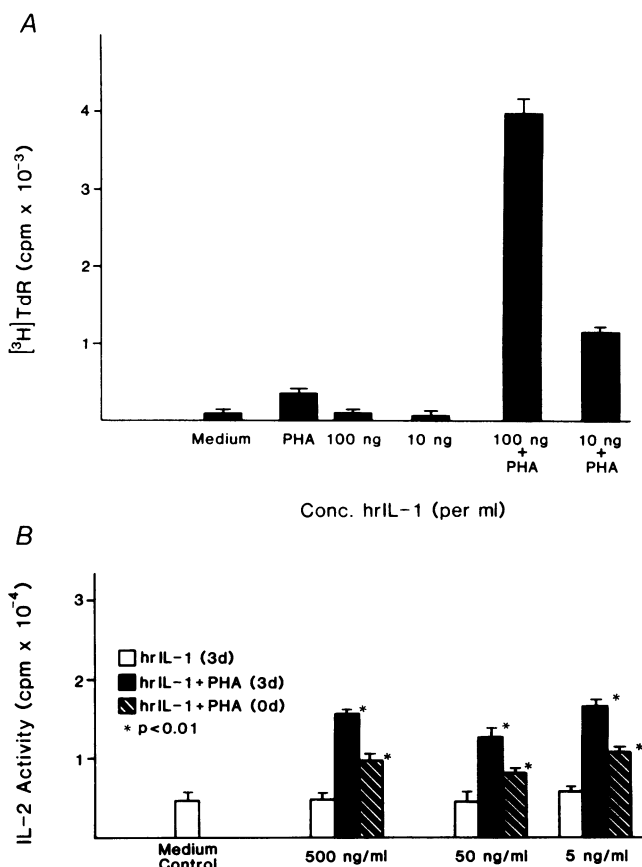 A
[³H]TdR (cpm x 10⁻³)
4
3
2
1
Medium PHA 100 ng 10 ng 100 ng + PHA 10 ng + PHA
Conc. hrIL-1 (per ml)
B
IL-2 Activity (cpm x 10⁻⁴)
3
2
1
hrIL-1 (3d)
hrIL-1+PHA (3d)
hrIL-1+PHA (0d)
* p<0.01
* * * * * *
Medium Control 500 ng/ml 50 ng/ml 5 ng/ml